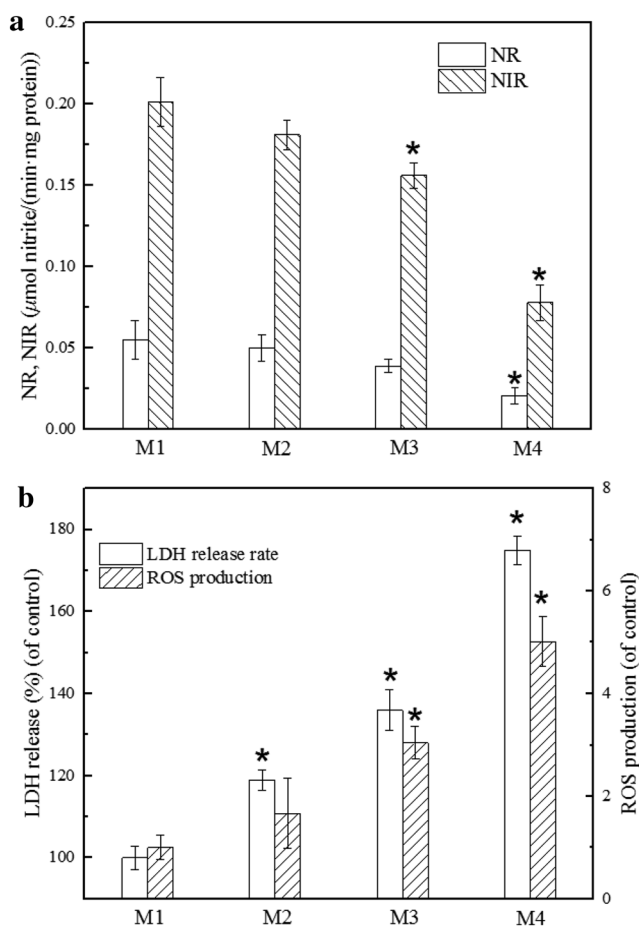 a
NR, NIR (μmol nitrite/(min·mg protein))
0.25
0.20
0.15
0.10
0.05
0.00
NR
NIR
*
*
*
M1 M2 M3 M4
b
LDH release (%) (of control)
180
160
140
120
100
LDH release rate
ROS production
*
*
*
*
*
8
6
4
2
0
ROS production (of control)
M1 M2 M3 M4